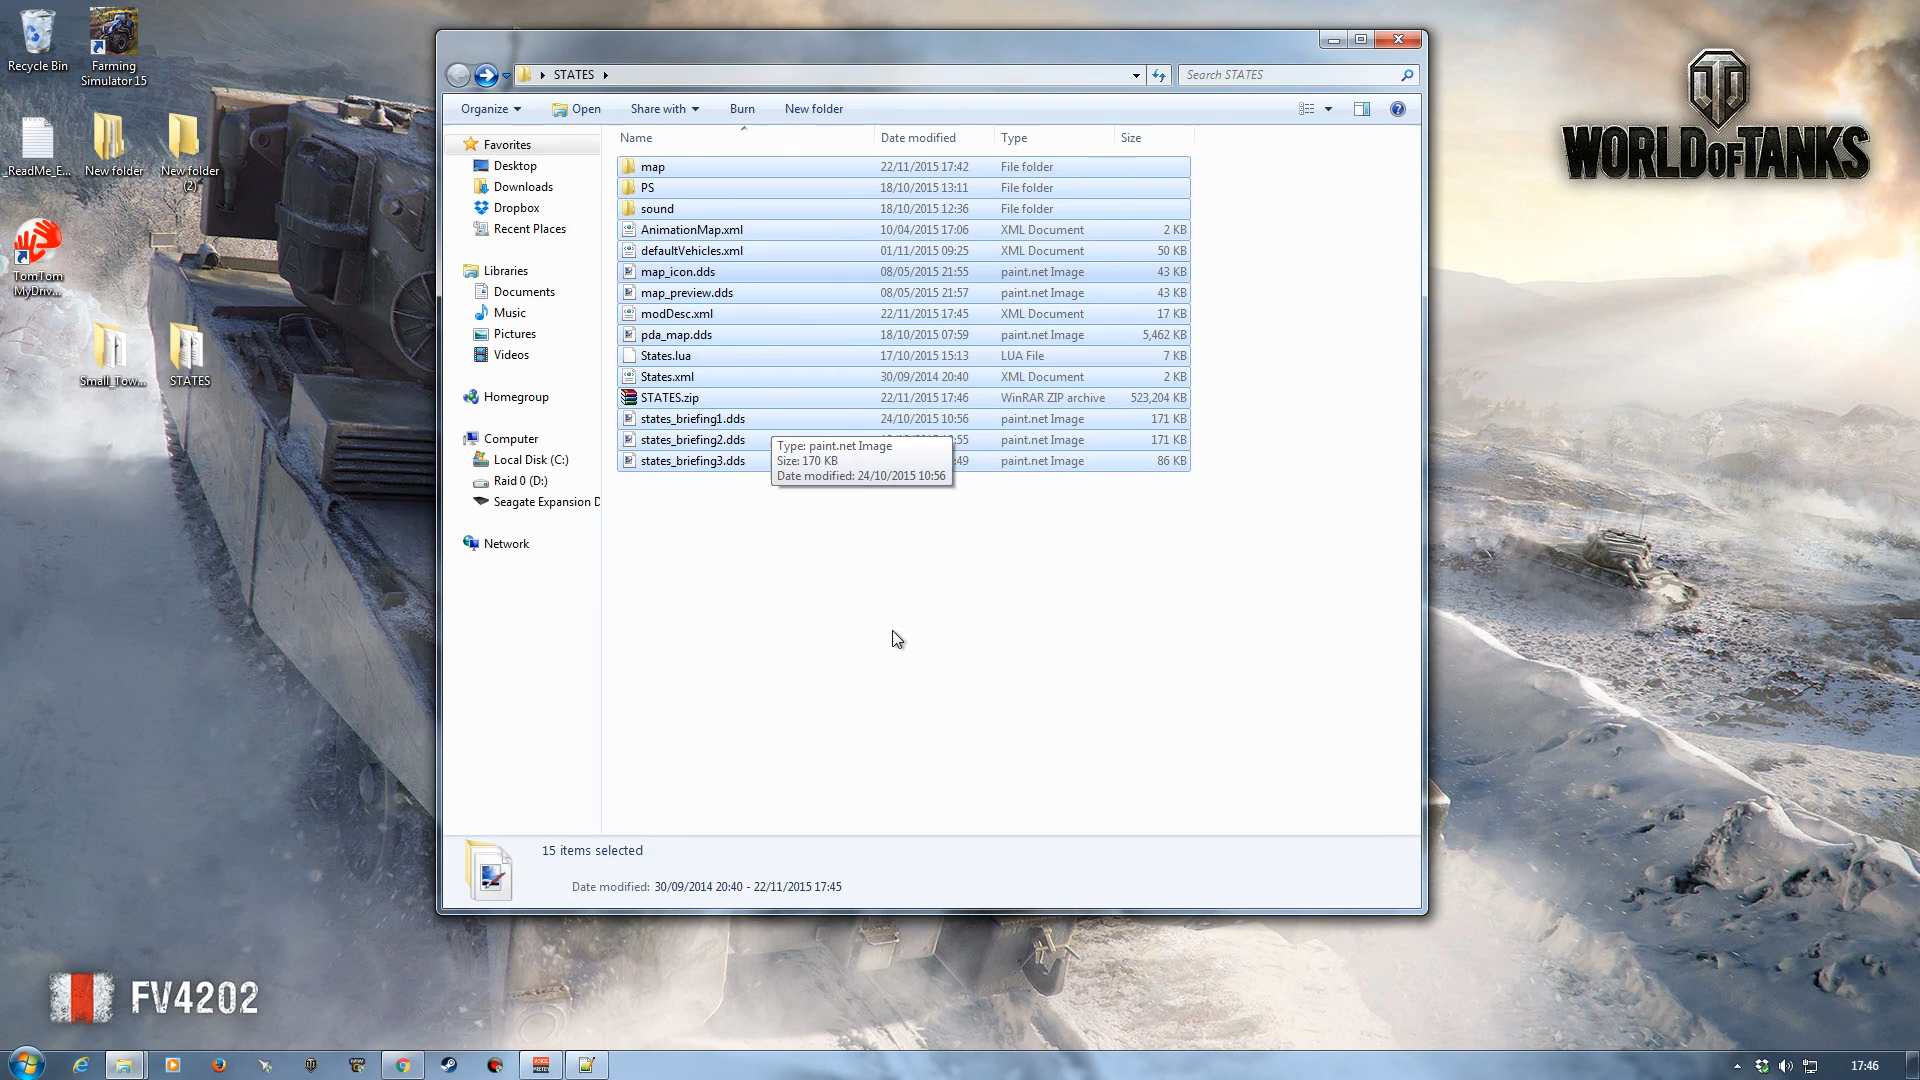 Recycle Bin
Farming
Simulator 15
_ReadMe_E...
New folder
New folder
(2)
TomTom
MyDriv...
Small_Tow...
STATES
STATES
Search STATES
Organize
Open
Share with
Burn
New folder
Name
Date modified
Type
Size
Favorites
Desktop
Downloads
Dropbox
Recent Places
Libraries
Documents
Music
Pictures
Videos
Homegroup
Computer
Local Disk (C:)
Raid 0 (D:)
Seagate Expansion D
Network
map 22/11/2015 17:42 File folder
PS 18/10/2015 13:11 File folder
sound 18/10/2015 12:36 File folder
AnimationMap.xml 10/04/2015 17:06 XML Document 2 KB
defaultVehicles.xml 01/11/2015 09:25 XML Document 50 KB
map_icon.dds 08/05/2015 21:55 paint.net Image 43 KB
map_preview.dds 08/05/2015 21:57 paint.net Image 43 KB
modDesc.xml 22/11/2015 17:45 XML Document 17 KB
pda_map.dds 18/10/2015 07:59 paint.net Image 5,462 KB
States.lua 17/10/2015 15:13 LUA File 7 KB
States.xml 30/09/2014 20:40 XML Document 2 KB
STATES.zip 22/11/2015 17:46 WinRAR ZIP archive 523,204 KB
states_briefing1.dds 24/10/2015 10:56 paint.net Image 171 KB
states_briefing2.dds :55 paint.net Image 171 KB
states_briefing3.dds :49 paint.net Image 86 KB
Type: paint.net Image
Size: 170 KB
Date modified: 24/10/2015 10:56
15 items selected
Date modified: 30/09/2014 20:40 - 22/11/2015 17:45
WORLD OF TANKS
FV4202
VOICE
MEETER
17:46